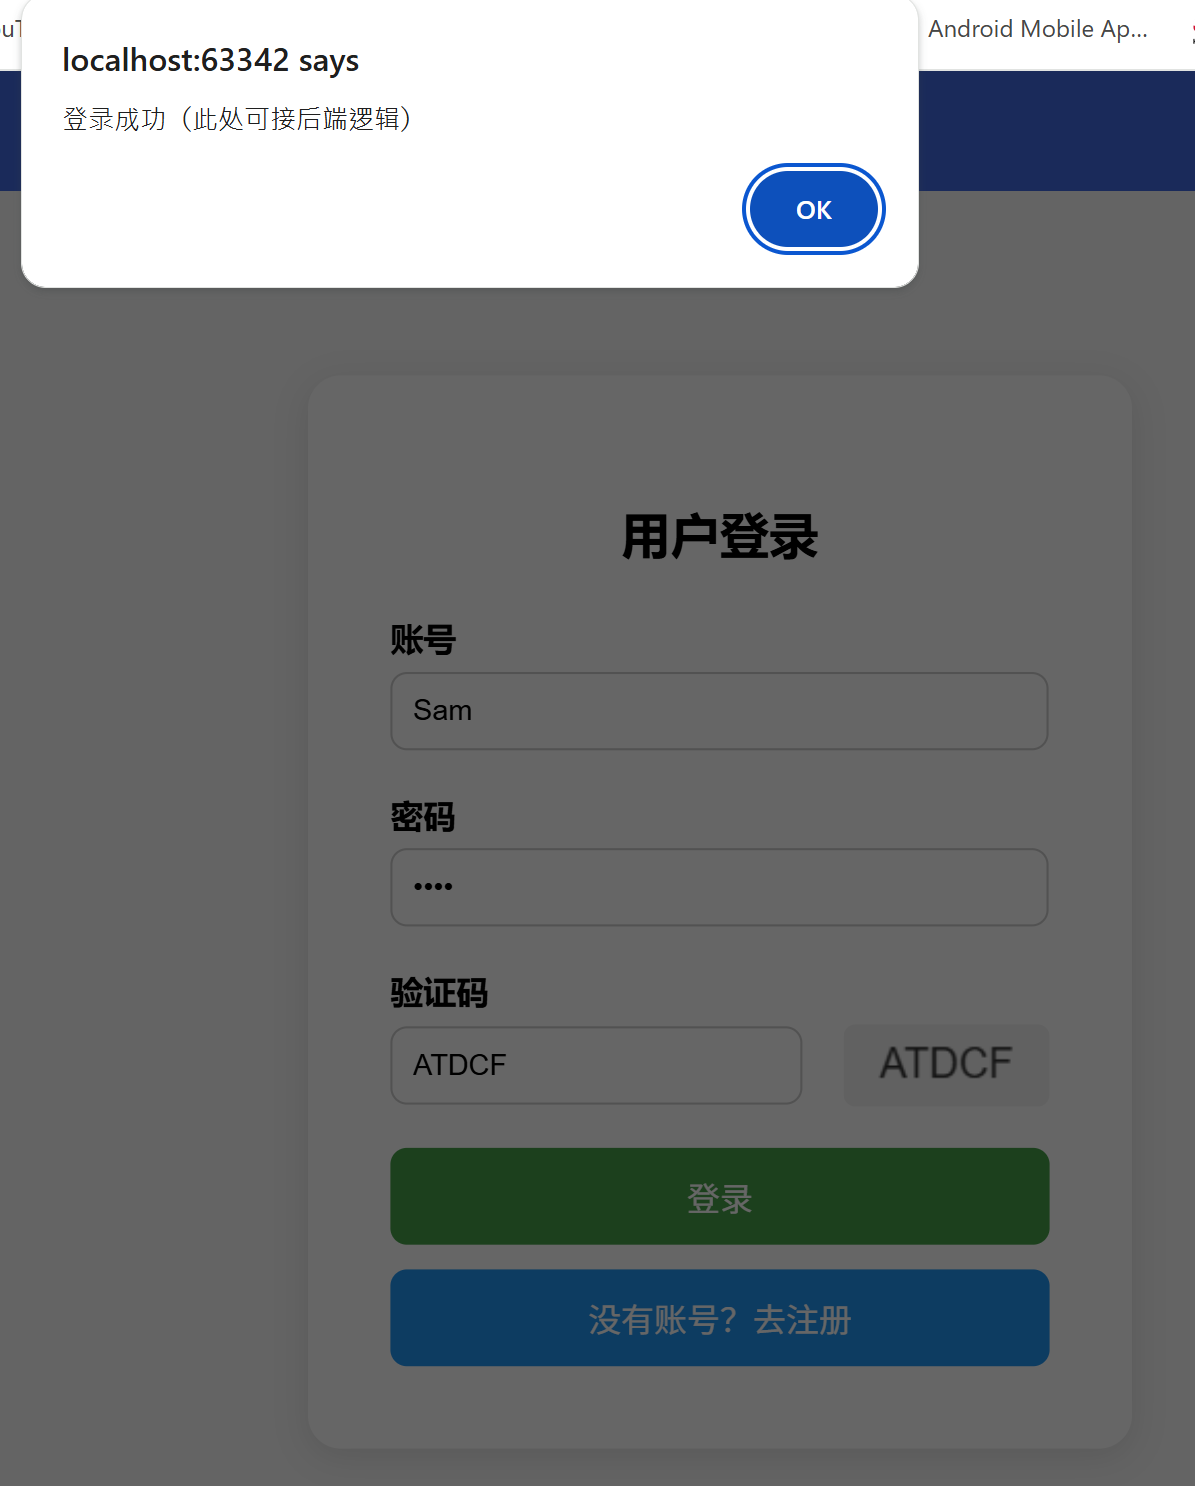 Android Mobile Ap...
localhost:63342 says
登录成功（此处可接后端逻辑）
OK
用户登录
账号
Sam
密码
••••
验证码
ATDCF
ATDCF
登录
没有账号？去注册